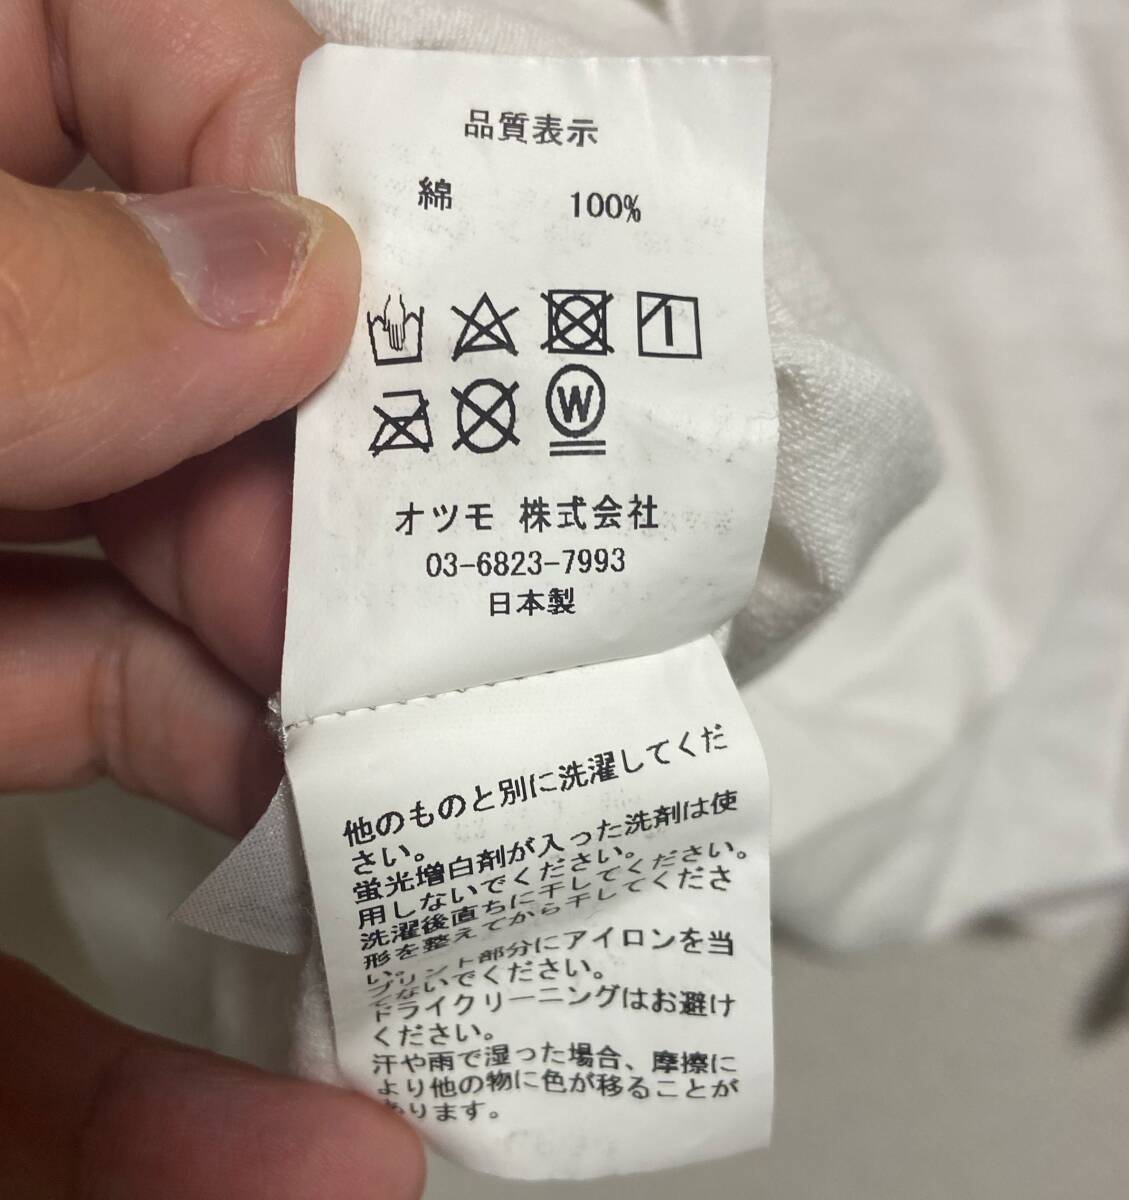 品質表示
綿 100%
W
オツモ 株式会社
03-6823-7993
日本製
他のものと別に洗濯してくだ
さい。
蛍光増白剤が入った洗剤は使
用しないでください。
洗濯後直ちに干してください。
形を整えてから干してくださ
い。
プリント部分にアイロンを当
てないでください。
ドライクリーニングはお避け
ください。
汗や雨で湿った場合、摩擦に
より他の物に色が移ることが
あります。